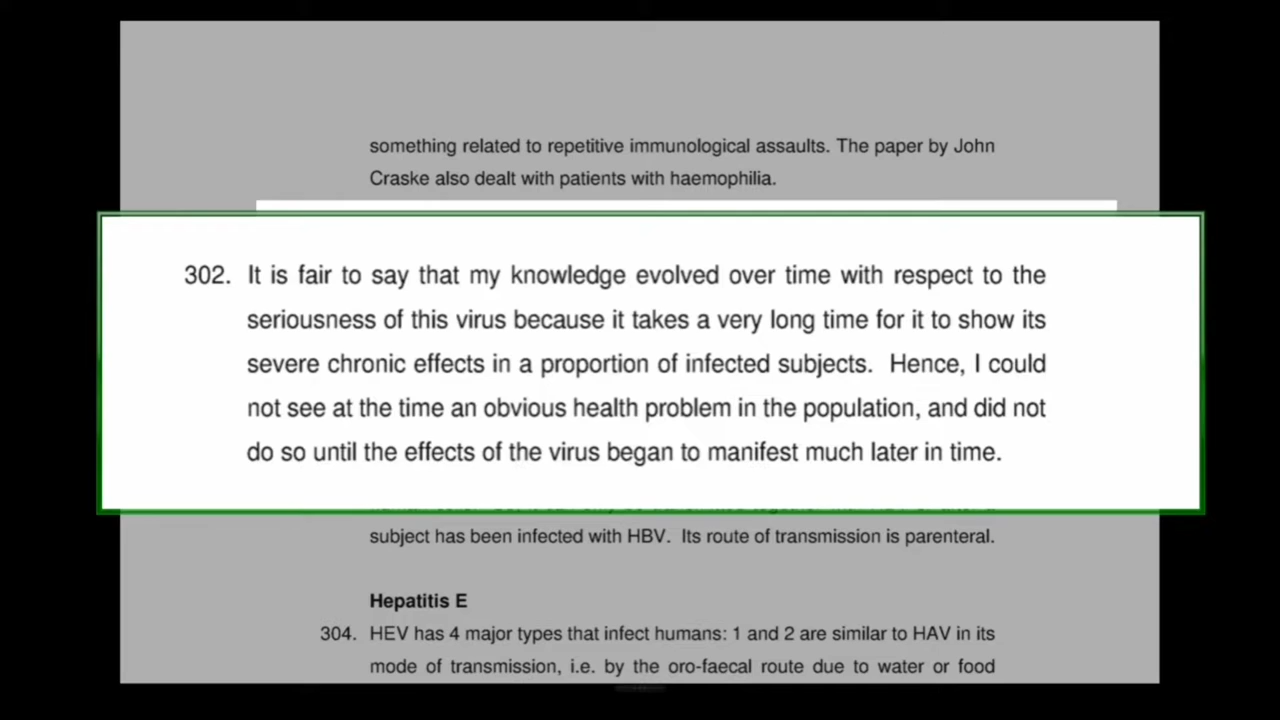 something related to repetitive immunological assaults. The paper by John
Craske also dealt with patients with haemophilia.
302. It is fair to say that my knowledge evolved over time with respect to the
seriousness of this virus because it takes a very long time for it to show its
severe chronic effects in a proportion of infected subjects. Hence, I could
not see at the time an obvious health problem in the population, and did not
do so until the effects of the virus began to manifest much later in time.
subject has been infected with HBV. Its route of transmission is parenteral.
Hepatitis E
304. HEV has 4 major types that infect humans: 1 and 2 are similar to HAV in its
mode of transmission, i.e. by the oro-faecal route due to water or food